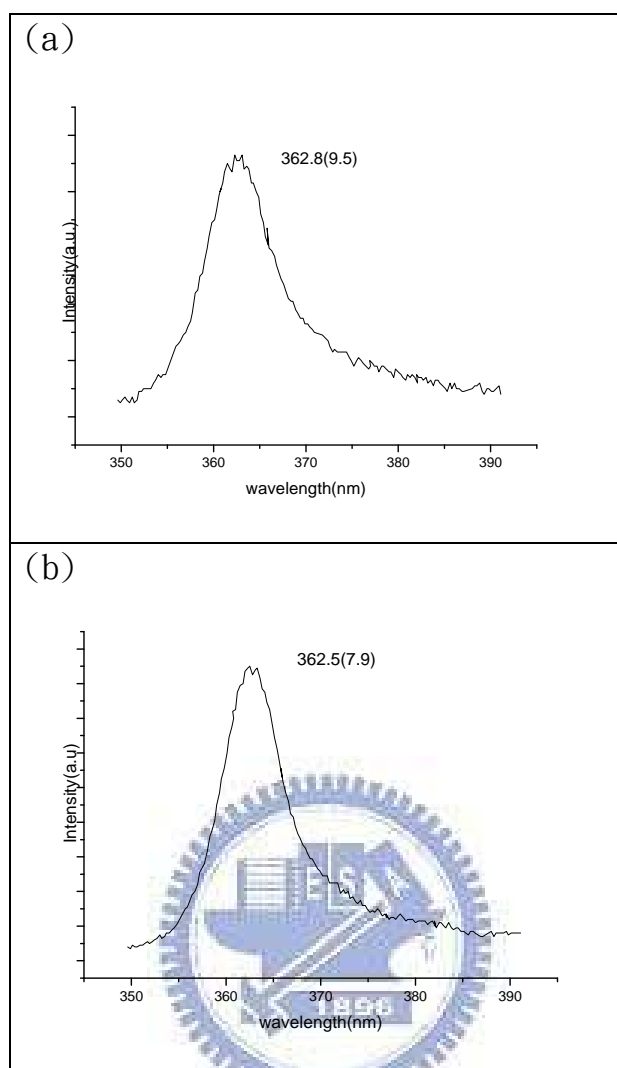 (a)
362.8(9.5)
Intensity(a.u.)
350 360 370 380 390
wavelength(nm)
(b)
362.5(7.9)
Intensity(a.u)
350 360 370 380 390
wavelength(nm)
1896